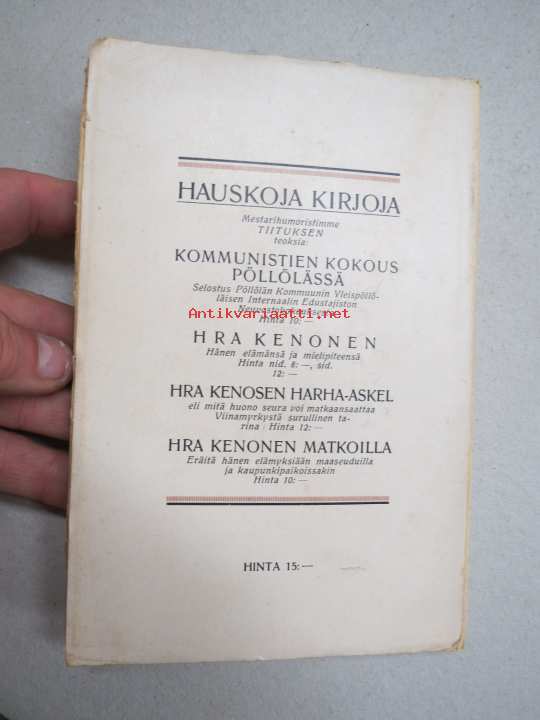 HAUSKOJA KIRJOJA
Mestarihumoristimme
TIITUKSEN
teoksia:
KOMMUNISTIEN KOKOUS
PÖLLÖLÄSSÄ
Selostus Pöllölän Kommuunin Yleispöllö-
läisen Internaalin Edustajiston
Antikvariaatti.net
Hinta 10:—
HRA KENONEN
Hänen elämänsä ja mielipiteensä
Hinta nid. 8:—, sid.
12:—
HRA KENOSEN HARHA-ASKEL
eli mitä huono seura voi matkaansaattaa
Viinamyrkystä surullinen ta-
rina Hinta 12:—
HRA KENONEN MATKOILLA
Eräitä hänen elämyksiään maaseuduilla
ja kaupunkipaikoissakin
Hinta 10:—
HINTA 15:—